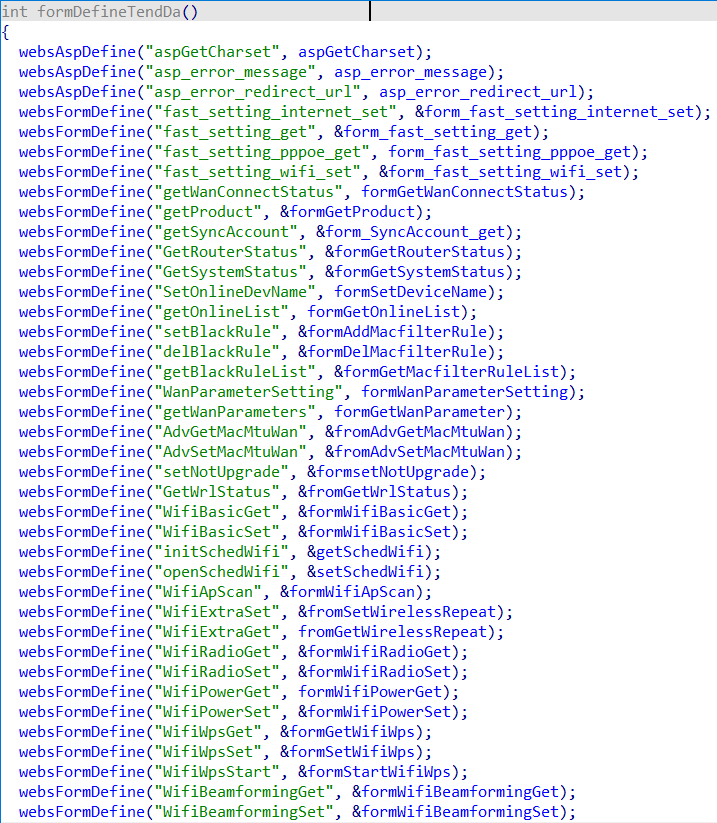 int formDefineTendDa()
{
websAspDefine("aspGetCharset", aspGetCharset);
websAspDefine("asp_error_message", asp_error_message);
websAspDefine("asp_error_redirect_url", asp_error_redirect_url);
websFormDefine("fast_setting_internet_set", &form_fast_setting_internet_set);
websFormDefine("fast_setting_get", &form_fast_setting_get);
websFormDefine("fast_setting_pppoe_get", form_fast_setting_pppoe_get);
websFormDefine("fast_setting_wifi_set", &form_fast_setting_wifi_set);
websFormDefine("getWanConnectStatus", formGetWanConnectStatus);
websFormDefine("getProduct", &formGetProduct);
websFormDefine("getSyncAccount", &form_SyncAccount_get);
websFormDefine("GetRouterStatus", &formGetRouterStatus);
websFormDefine("GetSystemStatus", &formGetSystemStatus);
websFormDefine("SetOnlineDevName", formSetDeviceName);
websFormDefine("getOnlineList", formGetOnlineList);
websFormDefine("setBlackRule", &formAddMacfilterRule);
websFormDefine("delBlackRule", &formDelMacfilterRule);
websFormDefine("getBlackRuleList", &formGetMacfilterRuleList);
websFormDefine("WanParameterSetting", formWanParameterSetting);
websFormDefine("getWanParameters", formGetWanParameter);
websFormDefine("AdvGetMacMtuWan", &fromAdvGetMacMtuWan);
websFormDefine("AdvSetMacMtuWan", &fromAdvSetMacMtuWan);
websFormDefine("setNotUpgrade", &formsetNotUpgrade);
websFormDefine("GetWrlStatus", &fromGetWrlStatus);
websFormDefine("WifiBasicGet", &formWifiBasicGet);
websFormDefine("WifiBasicSet", &formWifiBasicSet);
websFormDefine("initSchedWifi", &getSchedWifi);
websFormDefine("openSchedWifi", &setSchedWifi);
websFormDefine("WifiApScan", &formWifiApScan);
websFormDefine("WifiExtraSet", &fromSetWirelessRepeat);
websFormDefine("WifiExtraGet", fromGetWirelessRepeat);
websFormDefine("WifiRadioGet", &formWifiRadioGet);
websFormDefine("WifiRadioSet", &formWifiRadioSet);
websFormDefine("WifiPowerGet", formWifiPowerGet);
websFormDefine("WifiPowerSet", &formWifiPowerSet);
websFormDefine("WifiWpsGet", &formGetWifiWps);
websFormDefine("WifiWpsSet", &formSetWifiWps);
websFormDefine("WifiWpsStart", &formStartWifiWps);
websFormDefine("WifiBeamformingGet", &formWifiBeamformingGet);
websFormDefine("WifiBeamformingSet", &formWifiBeamformingSet);